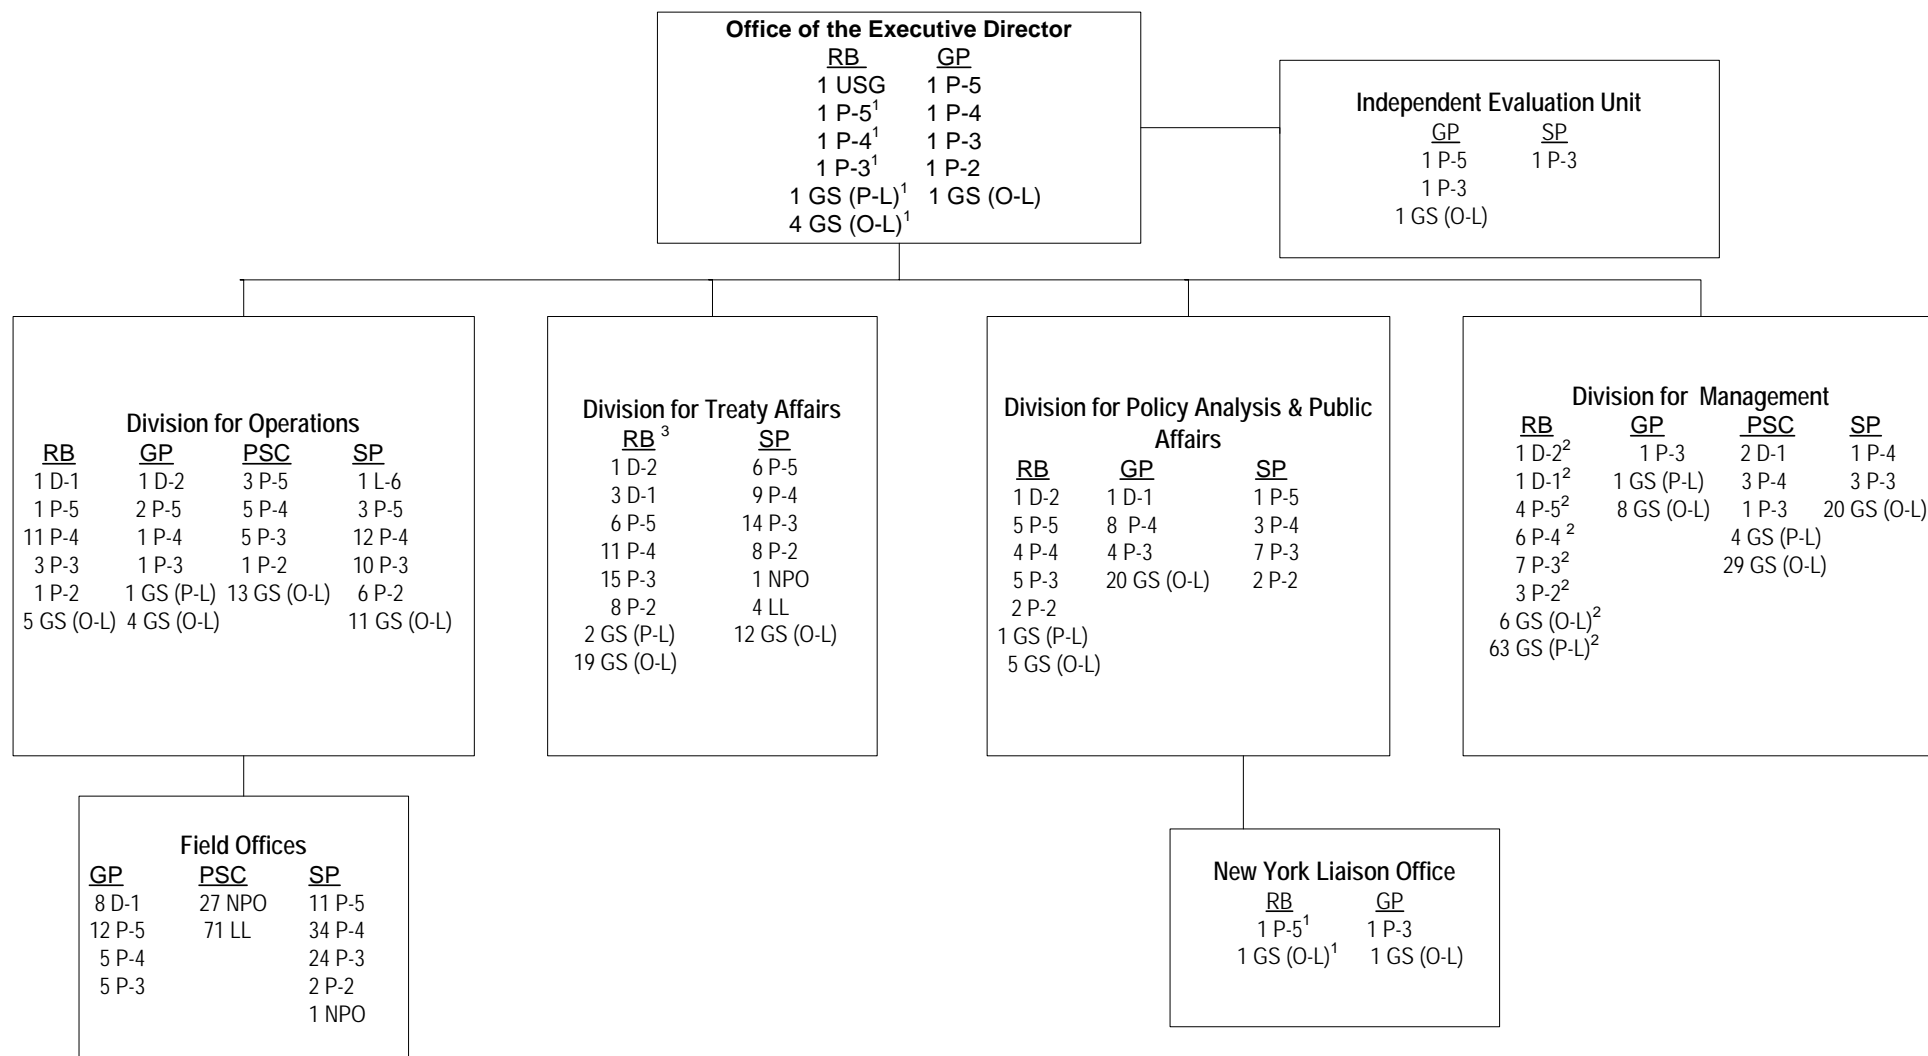 Office of the Executive Director
RB GP
1 USG 1 P-5
1 P-5¹ 1 P-4
1 P-4¹ 1 P-3
1 P-3¹ 1 P-2
1 GS (P-L)¹ 1 GS (O-L)
4 GS (O-L)¹
Independent Evaluation Unit
GP SP
1 P-5 1 P-3
1 P-3
1 GS (O-L)
Division for Operations
RB GP PSC SP
1 D-1 1 D-2 3 P-5 1 L-6
1 P-5 2 P-5 5 P-4 3 P-5
11 P-4 1 P-4 5 P-3 12 P-4
3 P-3 1 P-3 1 P-2 10 P-3
1 P-2 1 GS (P-L) 13 GS (O-L) 6 P-2
5 GS (O-L) 4 GS (O-L) 11 GS (O-L)
Division for Treaty Affairs
RB ³ SP
1 D-2 6 P-5
3 D-1 9 P-4
6 P-5 14 P-3
11 P-4 8 P-2
15 P-3 1 NPO
8 P-2 4 LL
2 GS (P-L) 12 GS (O-L)
19 GS (O-L)
Division for Policy Analysis & Public
Affairs
RB GP SP
1 D-2 1 D-1 1 P-5
5 P-5 8 P-4 3 P-4
4 P-4 4 P-3 7 P-3
5 P-3 20 GS (O-L) 2 P-2
2 P-2
1 GS (P-L)
5 GS (O-L)
Division for Management
RB GP PSC SP
1 D-2² 1 P-3 2 D-1 1 P-4
1 D-1² 1 GS (P-L) 3 P-4 3 P-3
4 P-5² 8 GS (O-L) 1 P-3 20 GS (O-L)
6 P-4 ² 4 GS (P-L)
7 P-3² 29 GS (O-L)
3 P-2²
6 GS (O-L)²
63 GS (P-L)²
Field Offices
GP PSC SP
8 D-1 27 NPO 11 P-5
12 P-5 71 LL 34 P-4
5 P-4 24 P-3
5 P-3 2 P-2
1 NPO
New York Liaison Office
RB GP
1 P-5¹ 1 P-3
1 GS (O-L)¹ 1 GS (O-L)